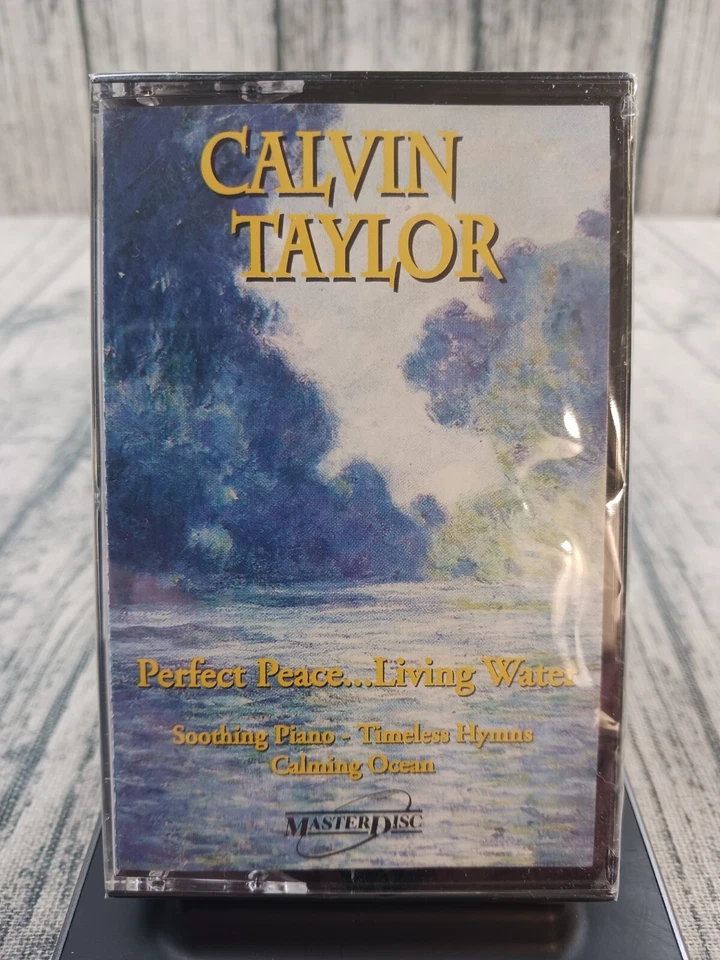 CALVIN
TAYLOR
Perfect Peace...Living Water
Soothing Piano - Timeless Hymns
Calming Ocean
MASTERDISC